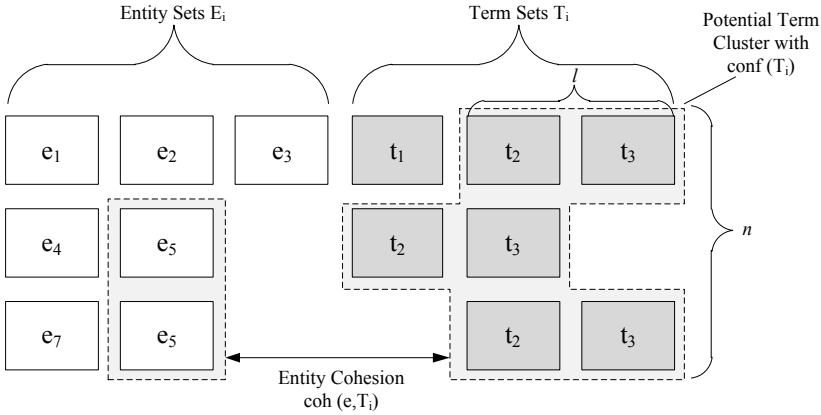 Entity Sets Eᵢ
Term Sets Tᵢ
Potential Term
Cluster with
conf (Tᵢ)
l
e₁ e₂ e₃ t₁ t₂ t₃
e₄ e₅ t₂ t₃
n
e₇ e₅ t₂ t₃
Entity Cohesion
coh (e,Tᵢ)